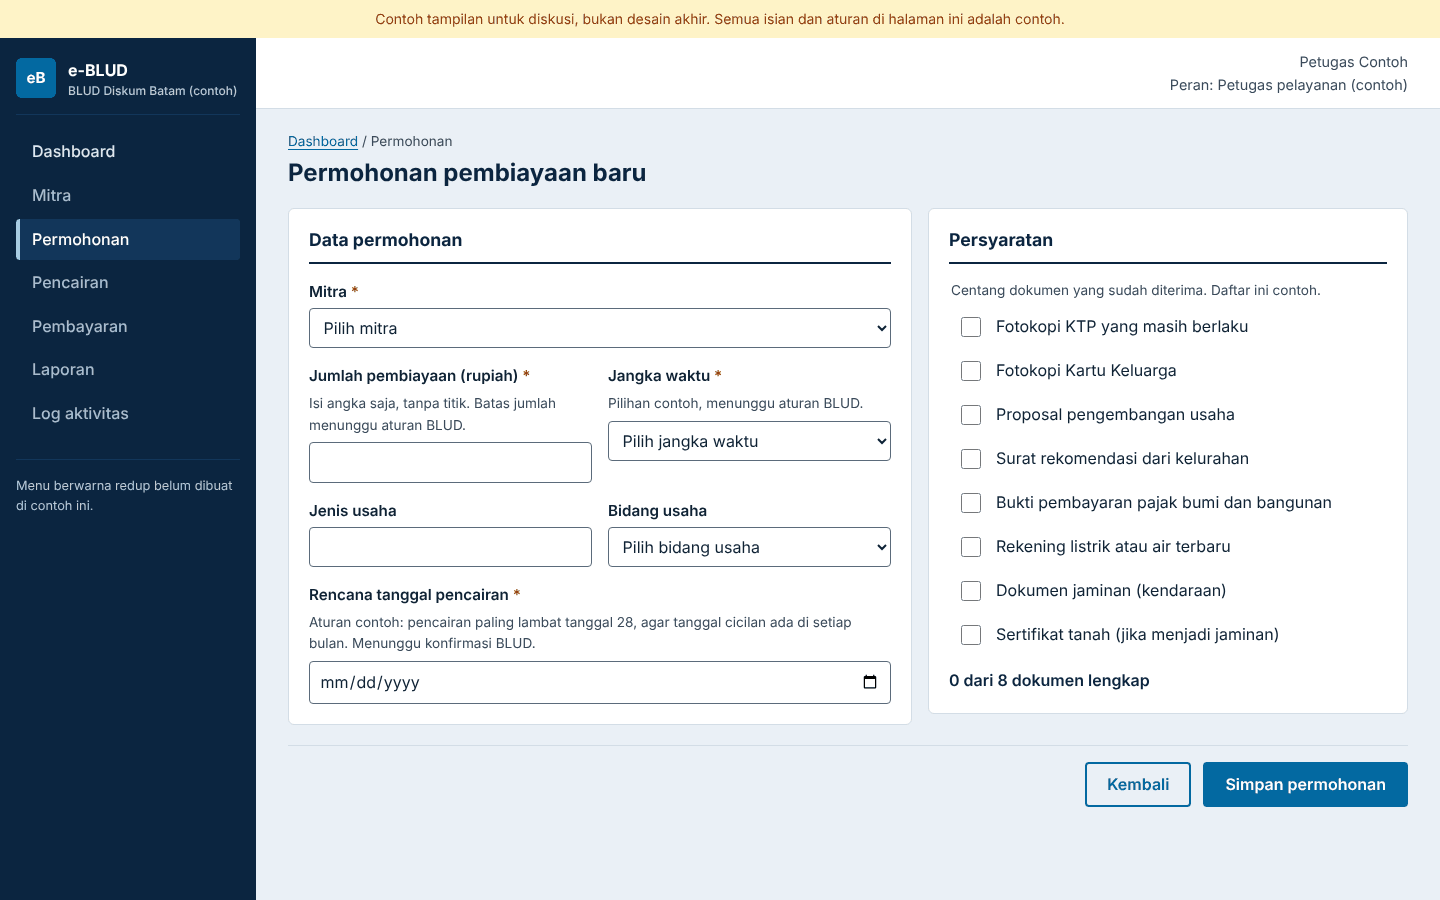 Contoh tampilan untuk diskusi, bukan desain akhir. Semua isian dan aturan di halaman ini adalah contoh.
eB
e-BLUD
BLUD Diskum Batam (contoh)
Dashboard
Mitra
Permohonan
Pencairan
Pembayaran
Laporan
Log aktivitas
Menu berwarna redup belum dibuat
di contoh ini.
Petugas Contoh
Peran: Petugas pelayanan (contoh)
Dashboard / Permohonan
Permohonan pembiayaan baru
Data permohonan
Mitra *
Pilih mitra
Jumlah pembiayaan (rupiah) *
Isi angka saja, tanpa titik. Batas jumlah
menunggu aturan BLUD.
Jangka waktu *
Pilihan contoh, menunggu aturan BLUD.
Pilih jangka waktu
Jenis usaha
Bidang usaha
Pilih bidang usaha
Rencana tanggal pencairan *
Aturan contoh: pencairan paling lambat tanggal 28, agar tanggal cicilan ada di setiap
bulan. Menunggu konfirmasi BLUD.
mm/dd/yyyy
Persyaratan
Centang dokumen yang sudah diterima. Daftar ini contoh.
Fotokopi KTP yang masih berlaku
Fotokopi Kartu Keluarga
Proposal pengembangan usaha
Surat rekomendasi dari kelurahan
Bukti pembayaran pajak bumi dan bangunan
Rekening listrik atau air terbaru
Dokumen jaminan (kendaraan)
Sertifikat tanah (jika menjadi jaminan)
0 dari 8 dokumen lengkap
Kembali
Simpan permohonan